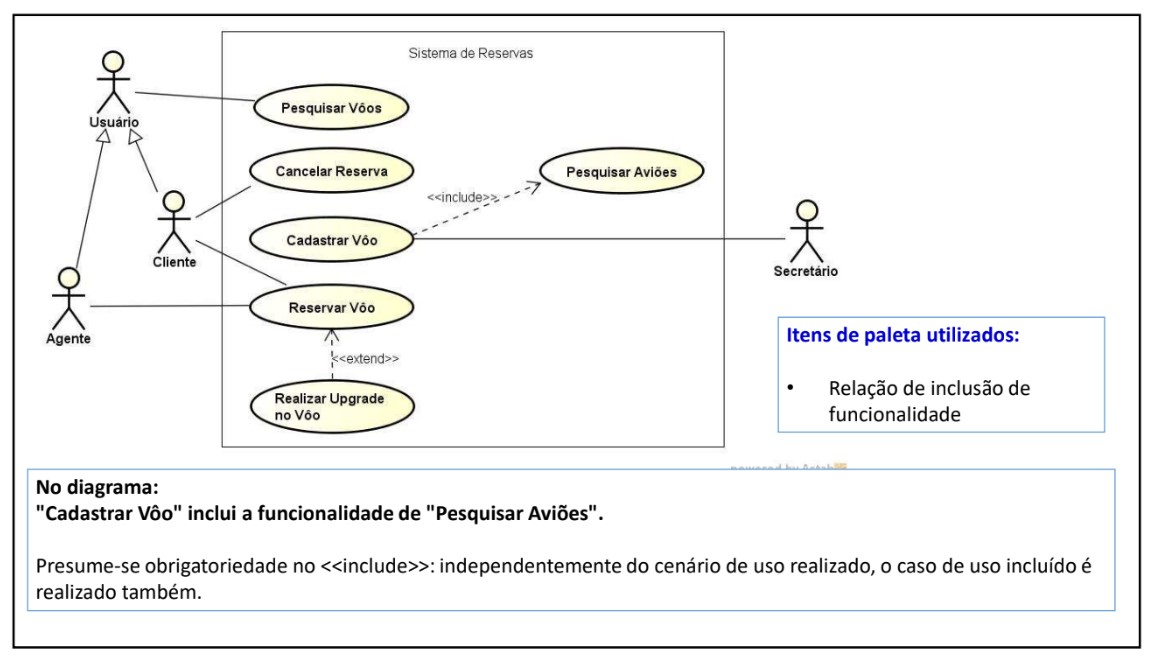 Sistema de Reservas
Usuário
Pesquisar Vôos
Cancelar Reserva
Pesquisar Aviões
<<include>>
Cadastrar Vôo
Cliente
Secretário
Reservar Vôo
Agente
<<extend>>
Realizar Upgrade
no Vôo
Itens de paleta utilizados:
• Relação de inclusão de
funcionalidade
No diagrama:
"Cadastrar Vôo" inclui a funcionalidade de "Pesquisar Aviões".
Presume-se obrigatoriedade no <<include>>: independentemente do cenário de uso realizado, o caso de uso incluído é
realizado também.